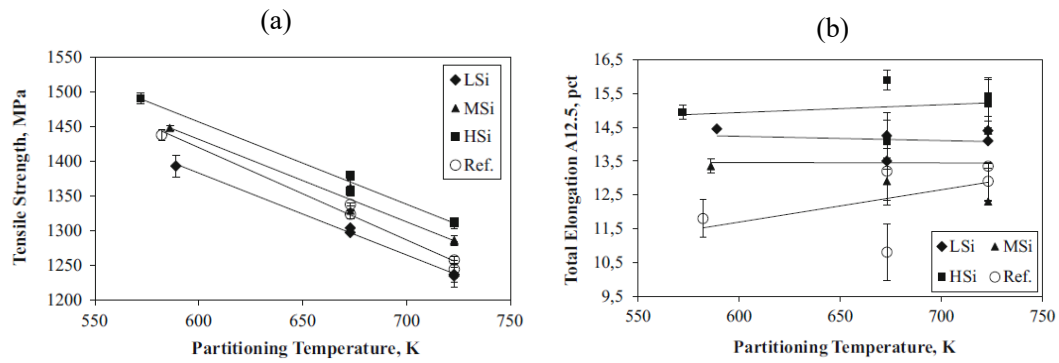 (a)
Tensile Strength, MPa
1550
1500
1450
1400
1350
1300
1250
1200
550 600 650 700 750
Partitioning Temperature, K
LSi
MSi
HSi
Ref.
(b)
Total Elongation A12.5, pct
16,5
15,5
14,5
13,5
12,5
11,5
10,5
9,5
550 600 650 700 750
Partitioning Temperature, K
LSi MSi
HSi Ref.